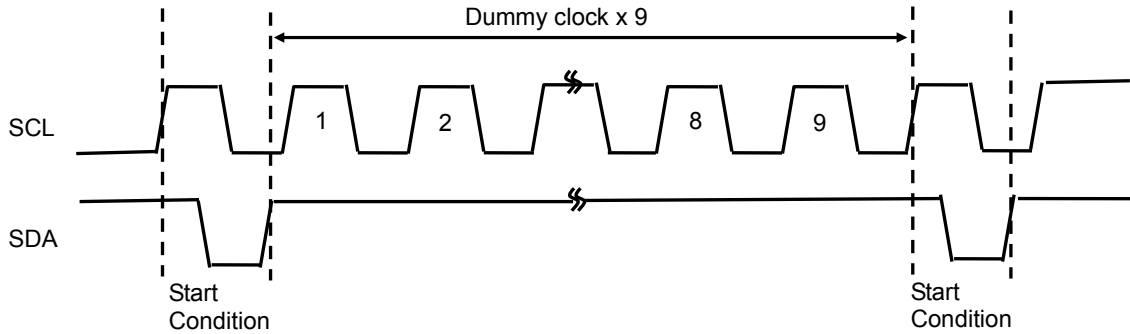 Dummy clock x 9
SCL
1
2
8
9
SDA
Start
Condition
Start
Condition